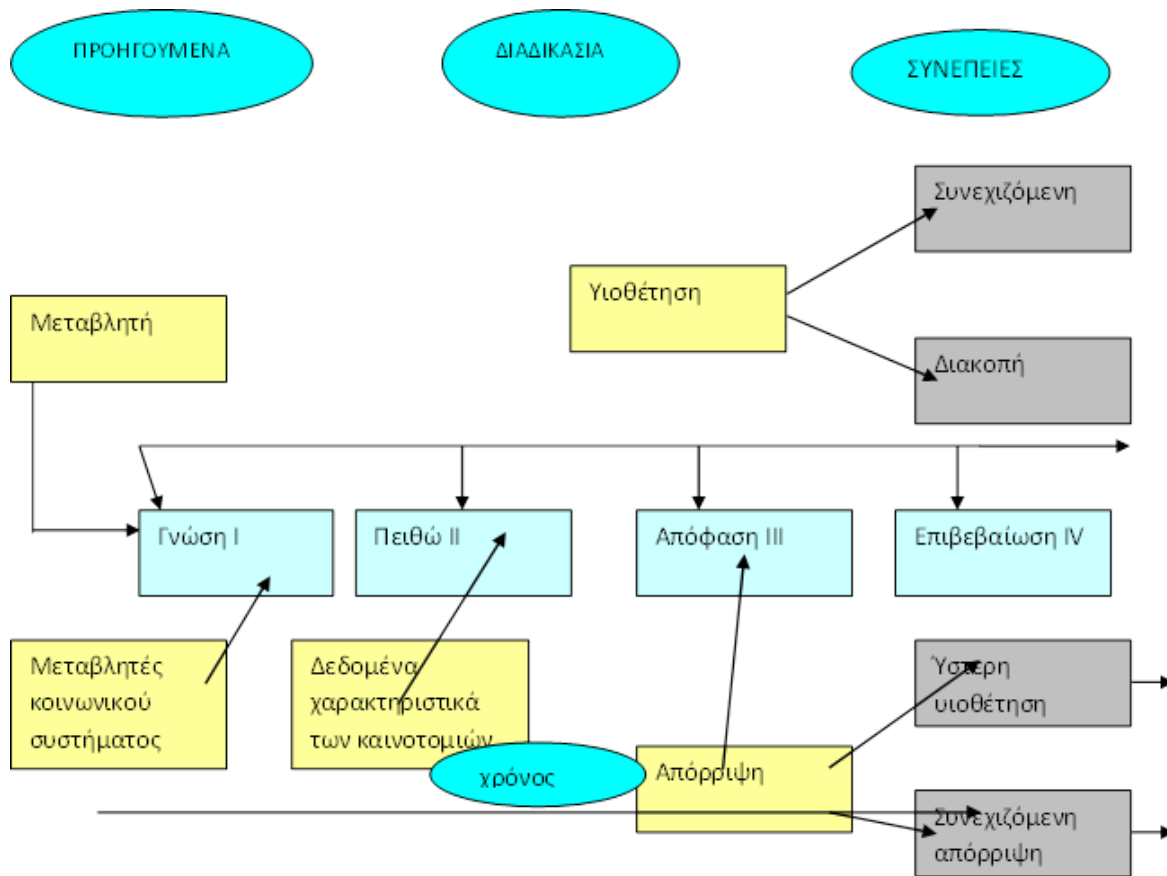 ΠΡΟΗΓΟΥΜΕΝΑ
ΔΙΑΔΙΚΑΣΙΑ
ΣΥΝΕΠΕΙΕΣ
Συνεχιζόμενη
Υιοθέτηση
Μεταβλητή
Διακοπή
Γνώση Ι
Πειθώ ΙΙ
Απόφαση ΙΙΙ
Επιβεβαίωση IV
Μεταβλητές
κοινωνικού
συστήματος
Δεδομένα
χαρακτηριστικά
των καινοτομιών
Ύστερη
υιοθέτηση
χρόνος
Απόρριψη
Συνεχιζόμενη
απόρριψη